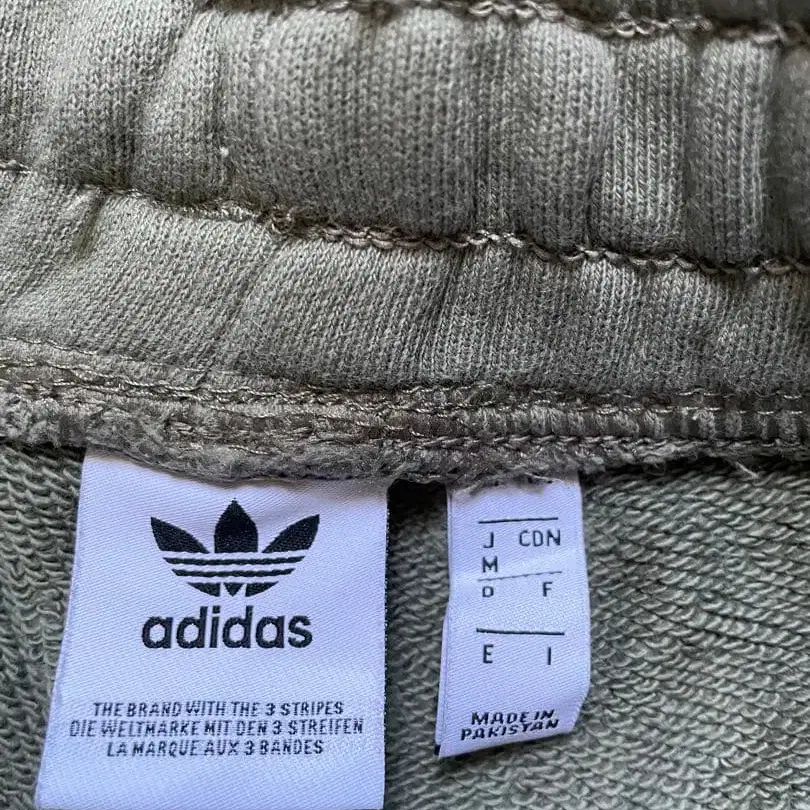 adidas
THE BRAND WITH THE 3 STRIPES
DIE WELTMARKE MIT DEN 3 STREIFEN
LA MARQUE AUX 3 BANDES
J CDN
M
D F
E I
MADE IN
PAKISTAN